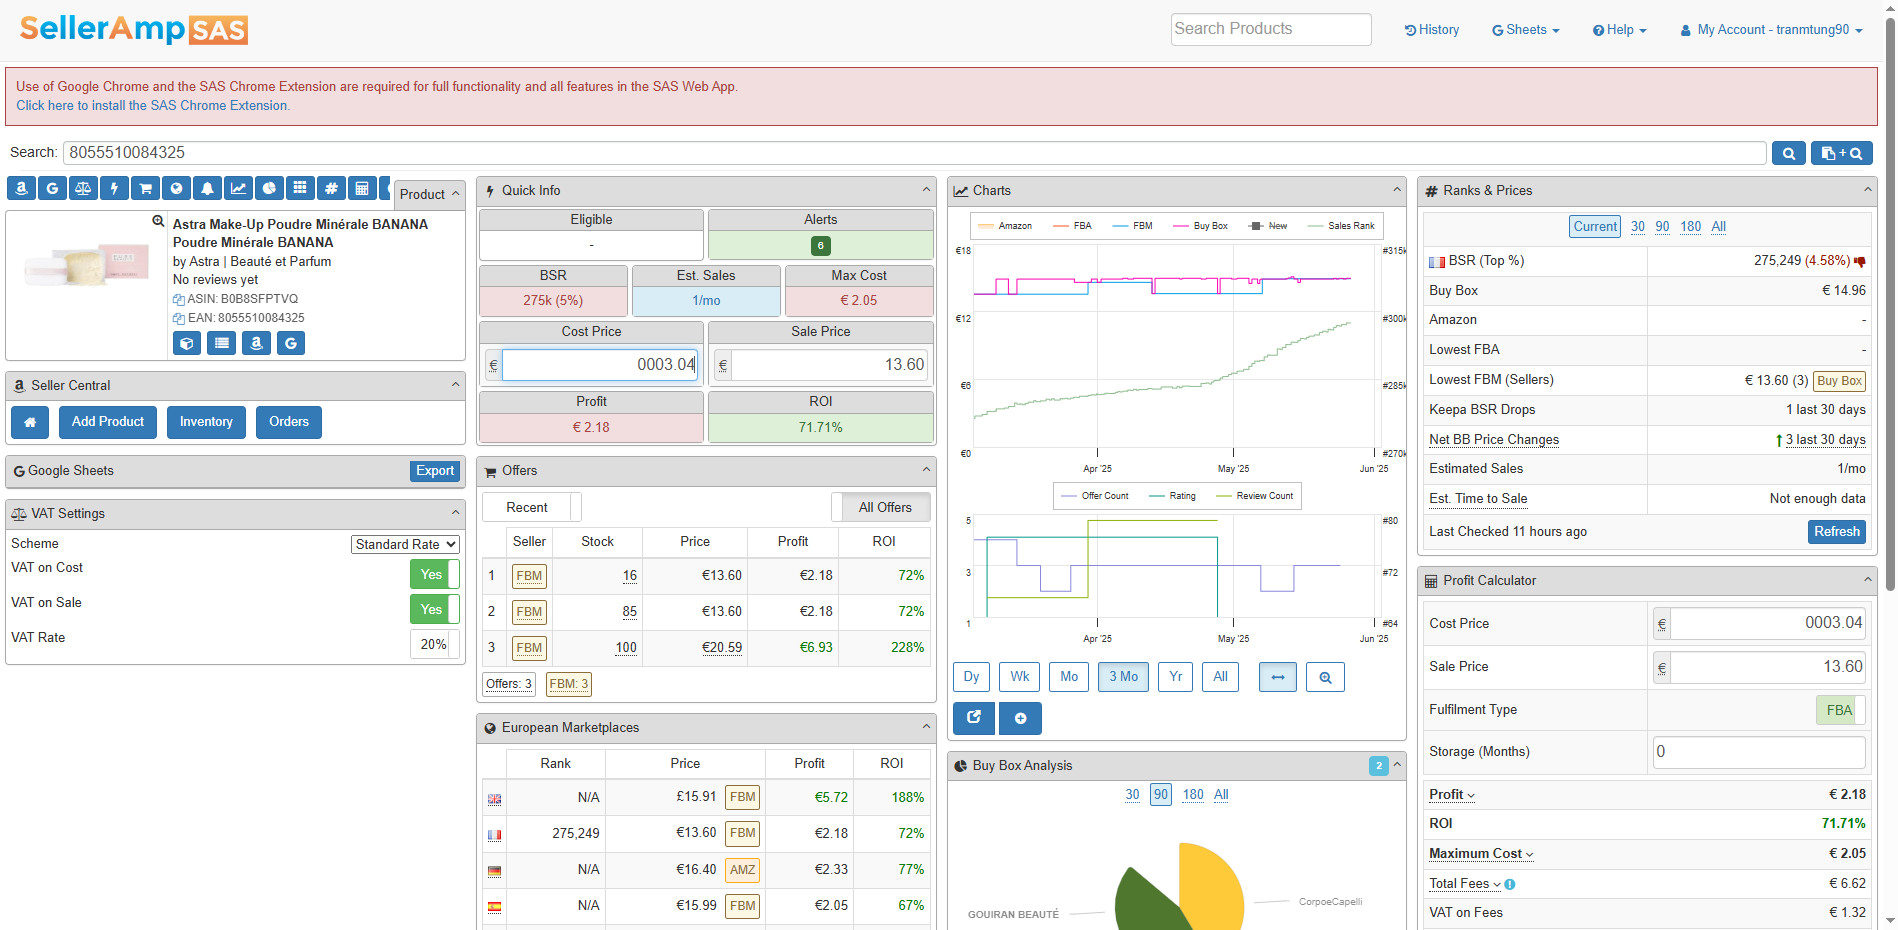 SellerAmp SAS
Search Products
History
Sheets
Help
My Account - tranmtung90
Use of Google Chrome and the SAS Chrome Extension are required for full functionality and all features in the SAS Web App.
Click here to install the SAS Chrome Extension.
Search: 8055510084325
Product
Astra Make-Up Poudre Minérale BANANA
Poudre Minérale BANANA
by Astra | Beauté et Parfum
No reviews yet
ASIN: B0B8SFPTVQ
EAN: 8055510084325
Seller Central
Add Product Inventory Orders
Google Sheets Export
VAT Settings
Scheme Standard Rate
VAT on Cost Yes
VAT on Sale Yes
VAT Rate 20%
Quick Info
Eligible Alerts
- 6
BSR Est. Sales Max Cost
275k (5%) 1/mo € 2.05
Cost Price Sale Price
€ 0003.04 € 13.60
Profit ROI
€ 2.18 71.71%
Offers
Recent All Offers
Seller Stock Price Profit ROI
1 FBM 16 €13.60 €2.18 72%
2 FBM 85 €13.60 €2.18 72%
3 FBM 100 €20.59 €6.93 228%
Offers: 3 FBM: 3
European Marketplaces
Rank Price Profit ROI
N/A £15.91 FBM €5.72 188%
275,249 €13.60 FBM €2.18 72%
N/A €16.40 AMZ €2.33 77%
N/A €15.99 FBM €2.05 67%
Charts
Amazon FBA FBM Buy Box New Sales Rank
€18 #315k
€12 #300k
€6 #285k
€0 #270k
Apr '25 May '25 Jun '25
Offer Count Rating Review Count
5 #80
3 #72
1 #64
Apr '25 May '25 Jun '25
Dy Wk Mo 3 Mo Yr All
Buy Box Analysis 2
30 90 180 All
CorpoeCapelli
GOUIRAN BEAUTÉ
Ranks & Prices
Current 30 90 180 All
BSR (Top %) 275,249 (4.58%)
Buy Box € 14.96
Amazon -
Lowest FBA -
Lowest FBM (Sellers) € 13.60 (3) Buy Box
Keepa BSR Drops 1 last 30 days
Net BB Price Changes 3 last 30 days
Estimated Sales 1/mo
Est. Time to Sale Not enough data
Last Checked 11 hours ago Refresh
Profit Calculator
Cost Price € 0003.04
Sale Price € 13.60
Fulfilment Type FBA
Storage (Months) 0
Profit € 2.18
ROI 71.71%
Maximum Cost € 2.05
Total Fees € 6.62
VAT on Fees € 1.32